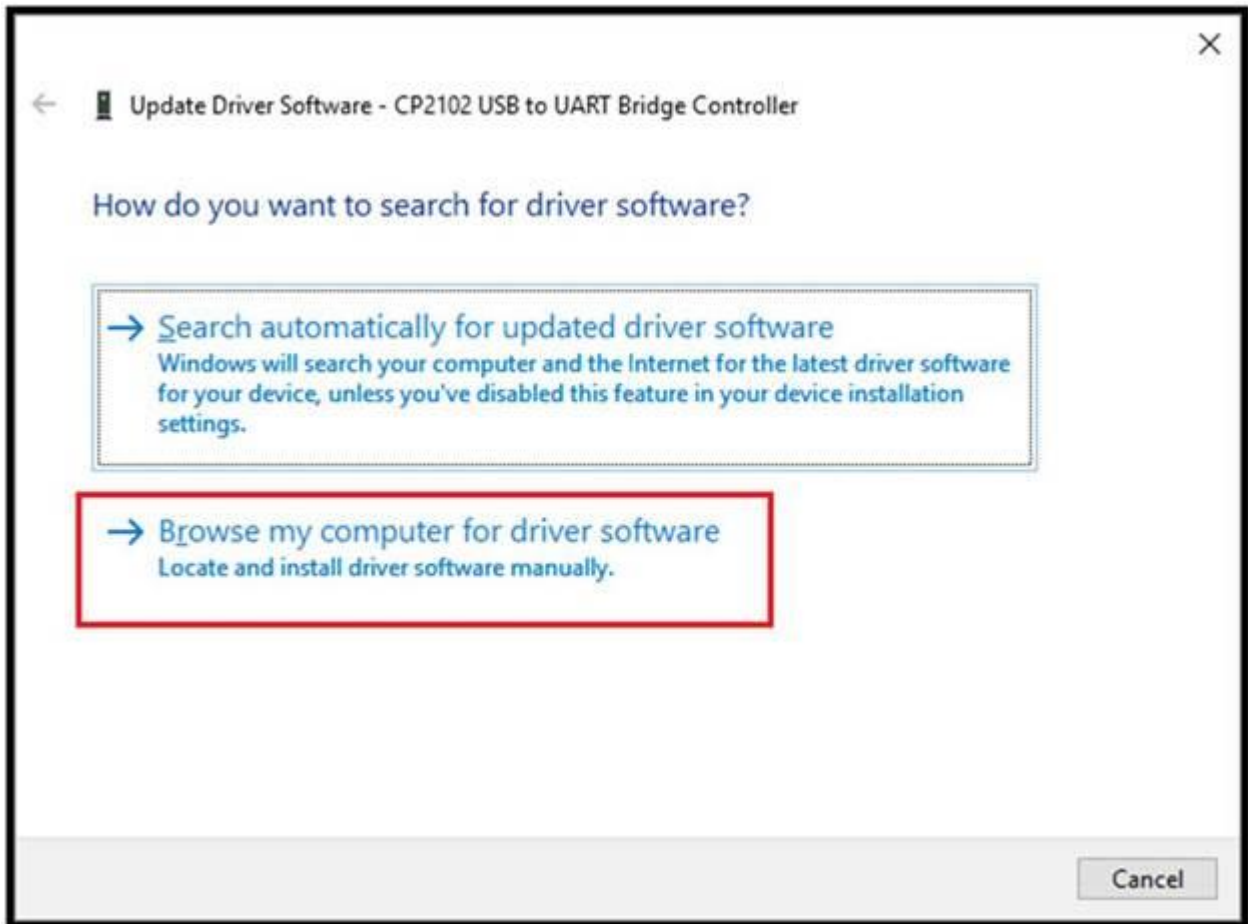 Update Driver Software - CP2102 USB to UART Bridge Controller
How do you want to search for driver software?
Search automatically for updated driver software
Windows will search your computer and the Internet for the latest driver software
for your device, unless you've disabled this feature in your device installation
settings.
Browse my computer for driver software
Locate and install driver software manually.
Cancel